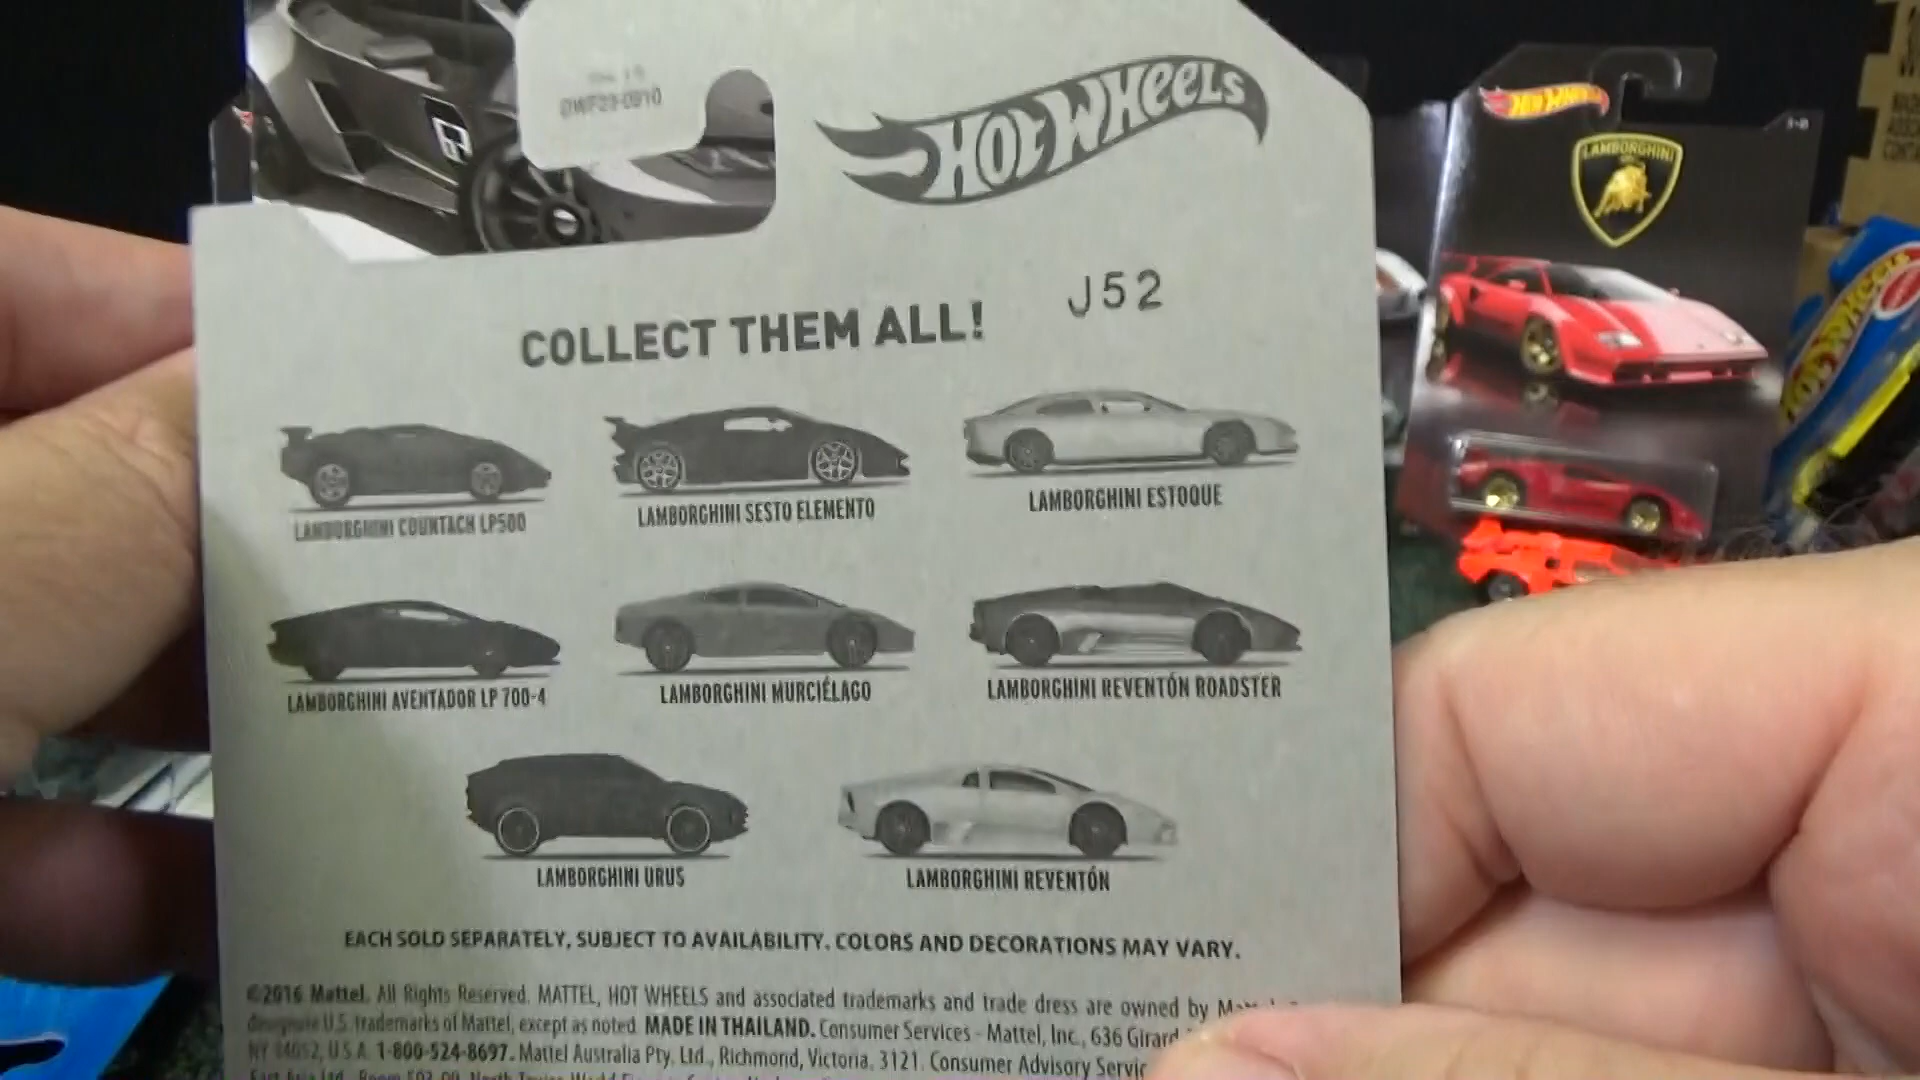 HOT WHEELS
COLLECT THEM ALL!
J52
LAMBORGHINI COUNTACH LP500
LAMBORGHINI SESTO ELEMENTO
LAMBORGHINI ESTOQUE
LAMBORGHINI AVENTADOR LP 700-4
LAMBORGHINI MURCIÉLAGO
LAMBORGHINI REVENTÓN ROADSTER
LAMBORGHINI URUS
LAMBORGHINI REVENTÓN
EACH SOLD SEPARATELY, SUBJECT TO AVAILABILITY. COLORS AND DECORATIONS MAY VARY.
©2016 Mattel. All Rights Reserved. MATTEL, HOT WHEELS and associated trademarks and trade dress are owned by
designate U.S. trademarks of Mattel, except as noted. MADE IN THAILAND. Consumer Services - Mattel, Inc., 636 Girard
U.S.A. 1-800-524-8697. Mattel Australia Pty. Ltd., Richmond, Victoria. 3121. Consumer Advisory
HOT WHEELS
LAMBORGHINI
HOT WHEELS